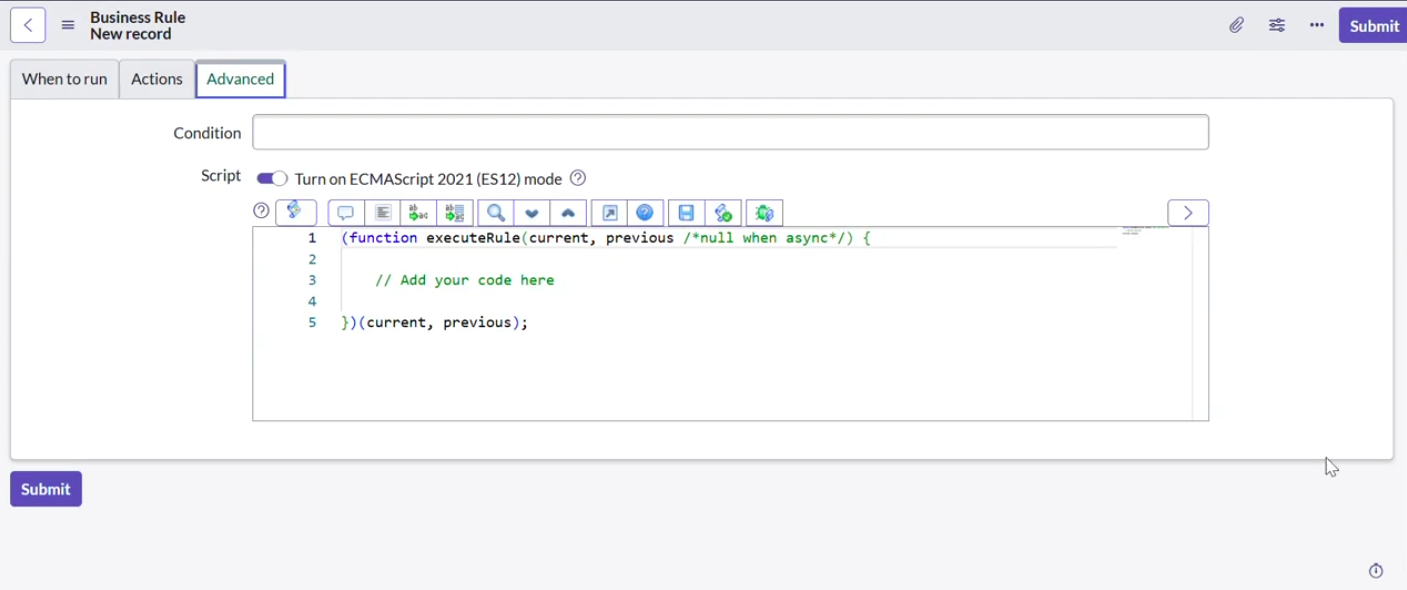 Business Rule
New record
Submit
When to run
Actions
Advanced
Condition
Script
Turn on ECMAScript 2021 (ES12) mode
1 (function executeRule(current, previous /*null when async*/) {
2
3 // Add your code here
4
5 })(current, previous);
Submit